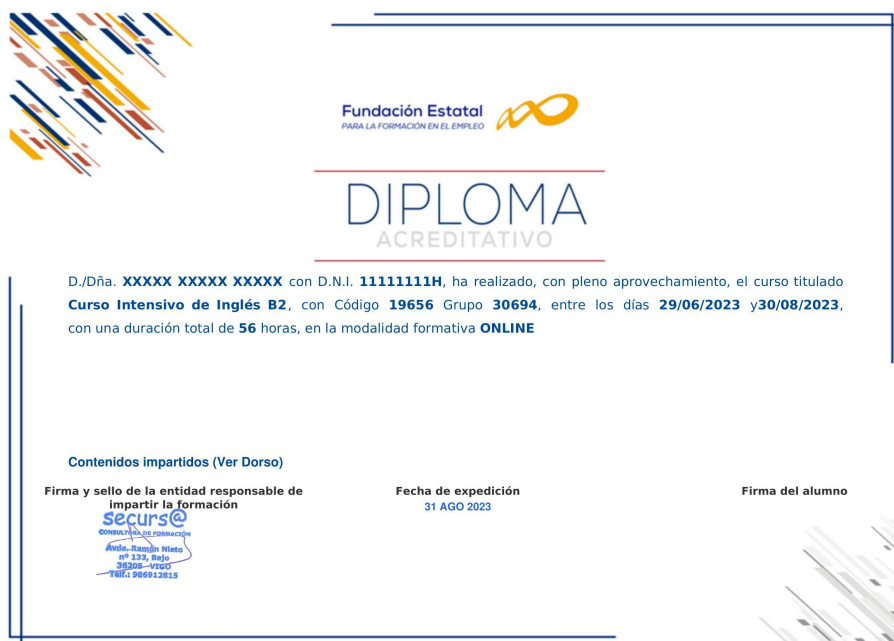 Fundación Estatal
PARA LA FORMACIÓN EN EL EMPLEO
DIPLOMA
ACREDITATIVO
D./Dña. XXXXX XXXXX XXXXX con D.N.I. 11111111H, ha realizado, con pleno aprovechamiento, el curso titulado
Curso Intensivo de Inglés B2, con Código 19656 Grupo 30694, entre los días 29/06/2023 y30/08/2023,
con una duración total de 56 horas, en la modalidad formativa ONLINE
Contenidos impartidos (Ver Dorso)
Firma y sello de la entidad responsable de
impartir la formación
Fecha de expedición
31 AGO 2023
Firma del alumno
secürs@
CONSULTORA DE FORMACIÓN
Avda. Ramón Nieto
nº 133, Bajo
36205 - VIGO
Telf.: 986912815